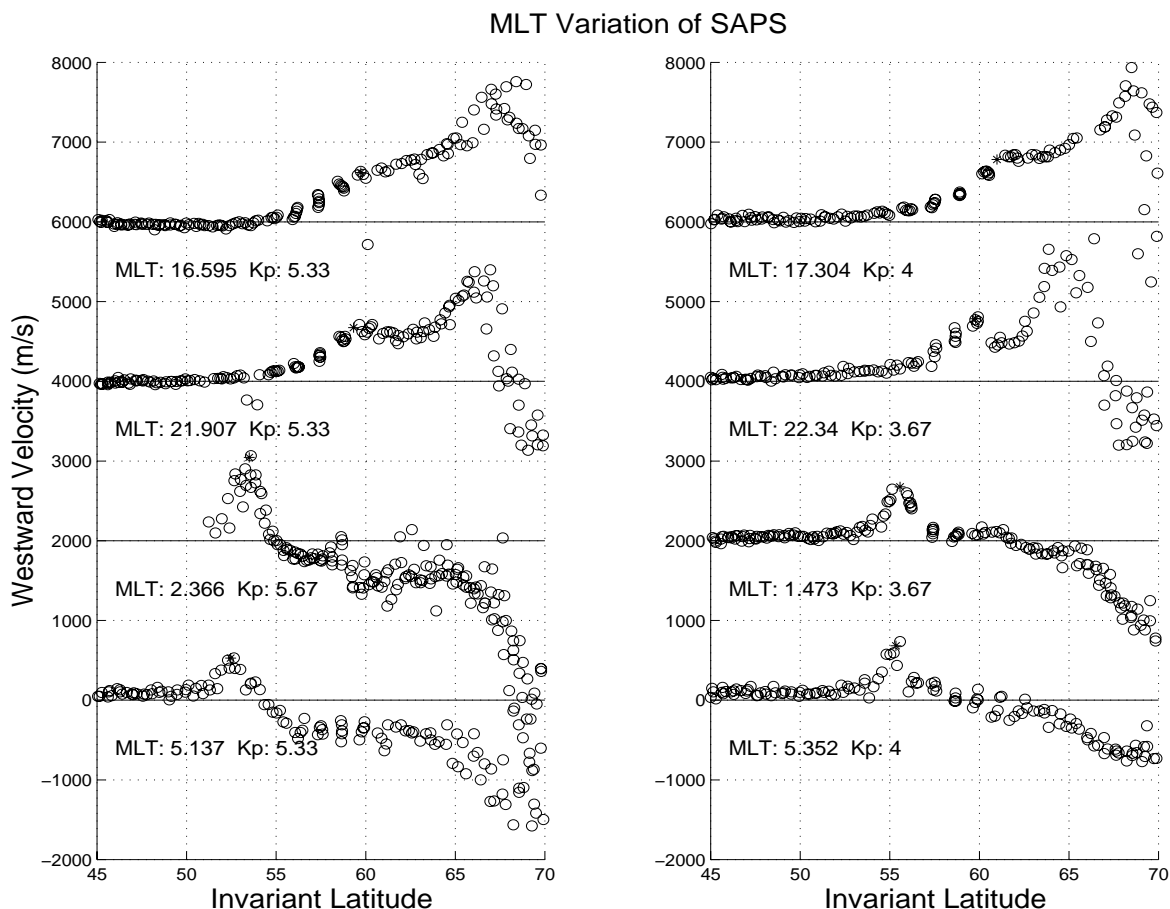 MLT Variation of SAPS
Westward Velocity (m/s)
8000
7000
6000
5000
4000
3000
2000
1000
0
−1000
−2000
MLT: 16.595 Kp: 5.33
MLT: 21.907 Kp: 5.33
MLT: 2.366 Kp: 5.67
MLT: 5.137 Kp: 5.33
45 50 55 60 65 70
Invariant Latitude
8000
7000
6000
5000
4000
3000
2000
1000
0
−1000
−2000
MLT: 17.304 Kp: 4
MLT: 22.34 Kp: 3.67
MLT: 1.473 Kp: 3.67
MLT: 5.352 Kp: 4
45 50 55 60 65 70
Invariant Latitude